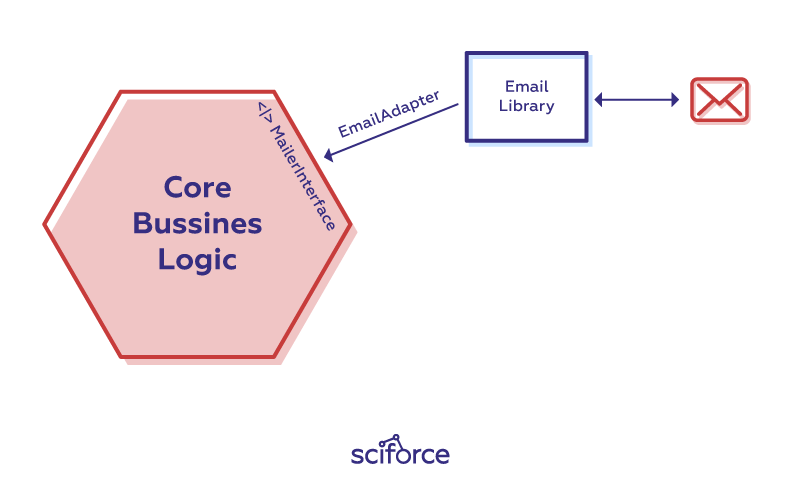 Email
Library
EmailAdapter
<|> MailerInterface
Core
Bussines
Logic
sciforce